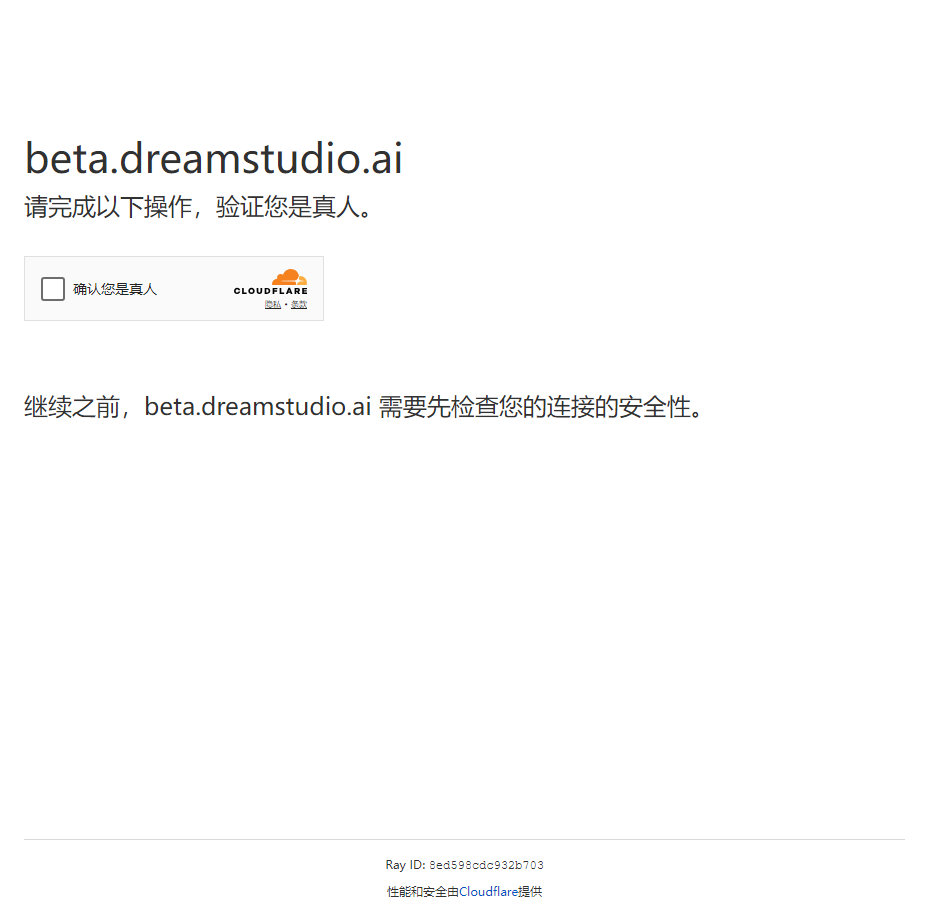 beta.dreamstudio.ai
请完成以下操作，验证您是真人。
确认您是真人
CLOUDFLARE
隐私 • 条款
继续之前，beta.dreamstudio.ai 需要先检查您的连接的安全性。
Ray ID: 8ed598cdc932b703
性能和安全由Cloudflare提供